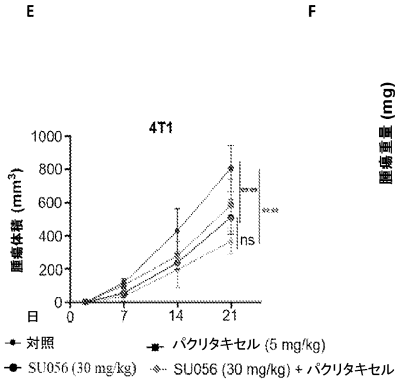 E
F
4T1
腫瘍体積 (mm³)
腫瘍重量 (mg)
1000
800
600
400
200
0
ns
日 0 7 14 21
対照
パクリタキセル (5 mg/kg)
SU056 (30 mg/kg)
SU056 (30 mg/kg) + パクリタキセル